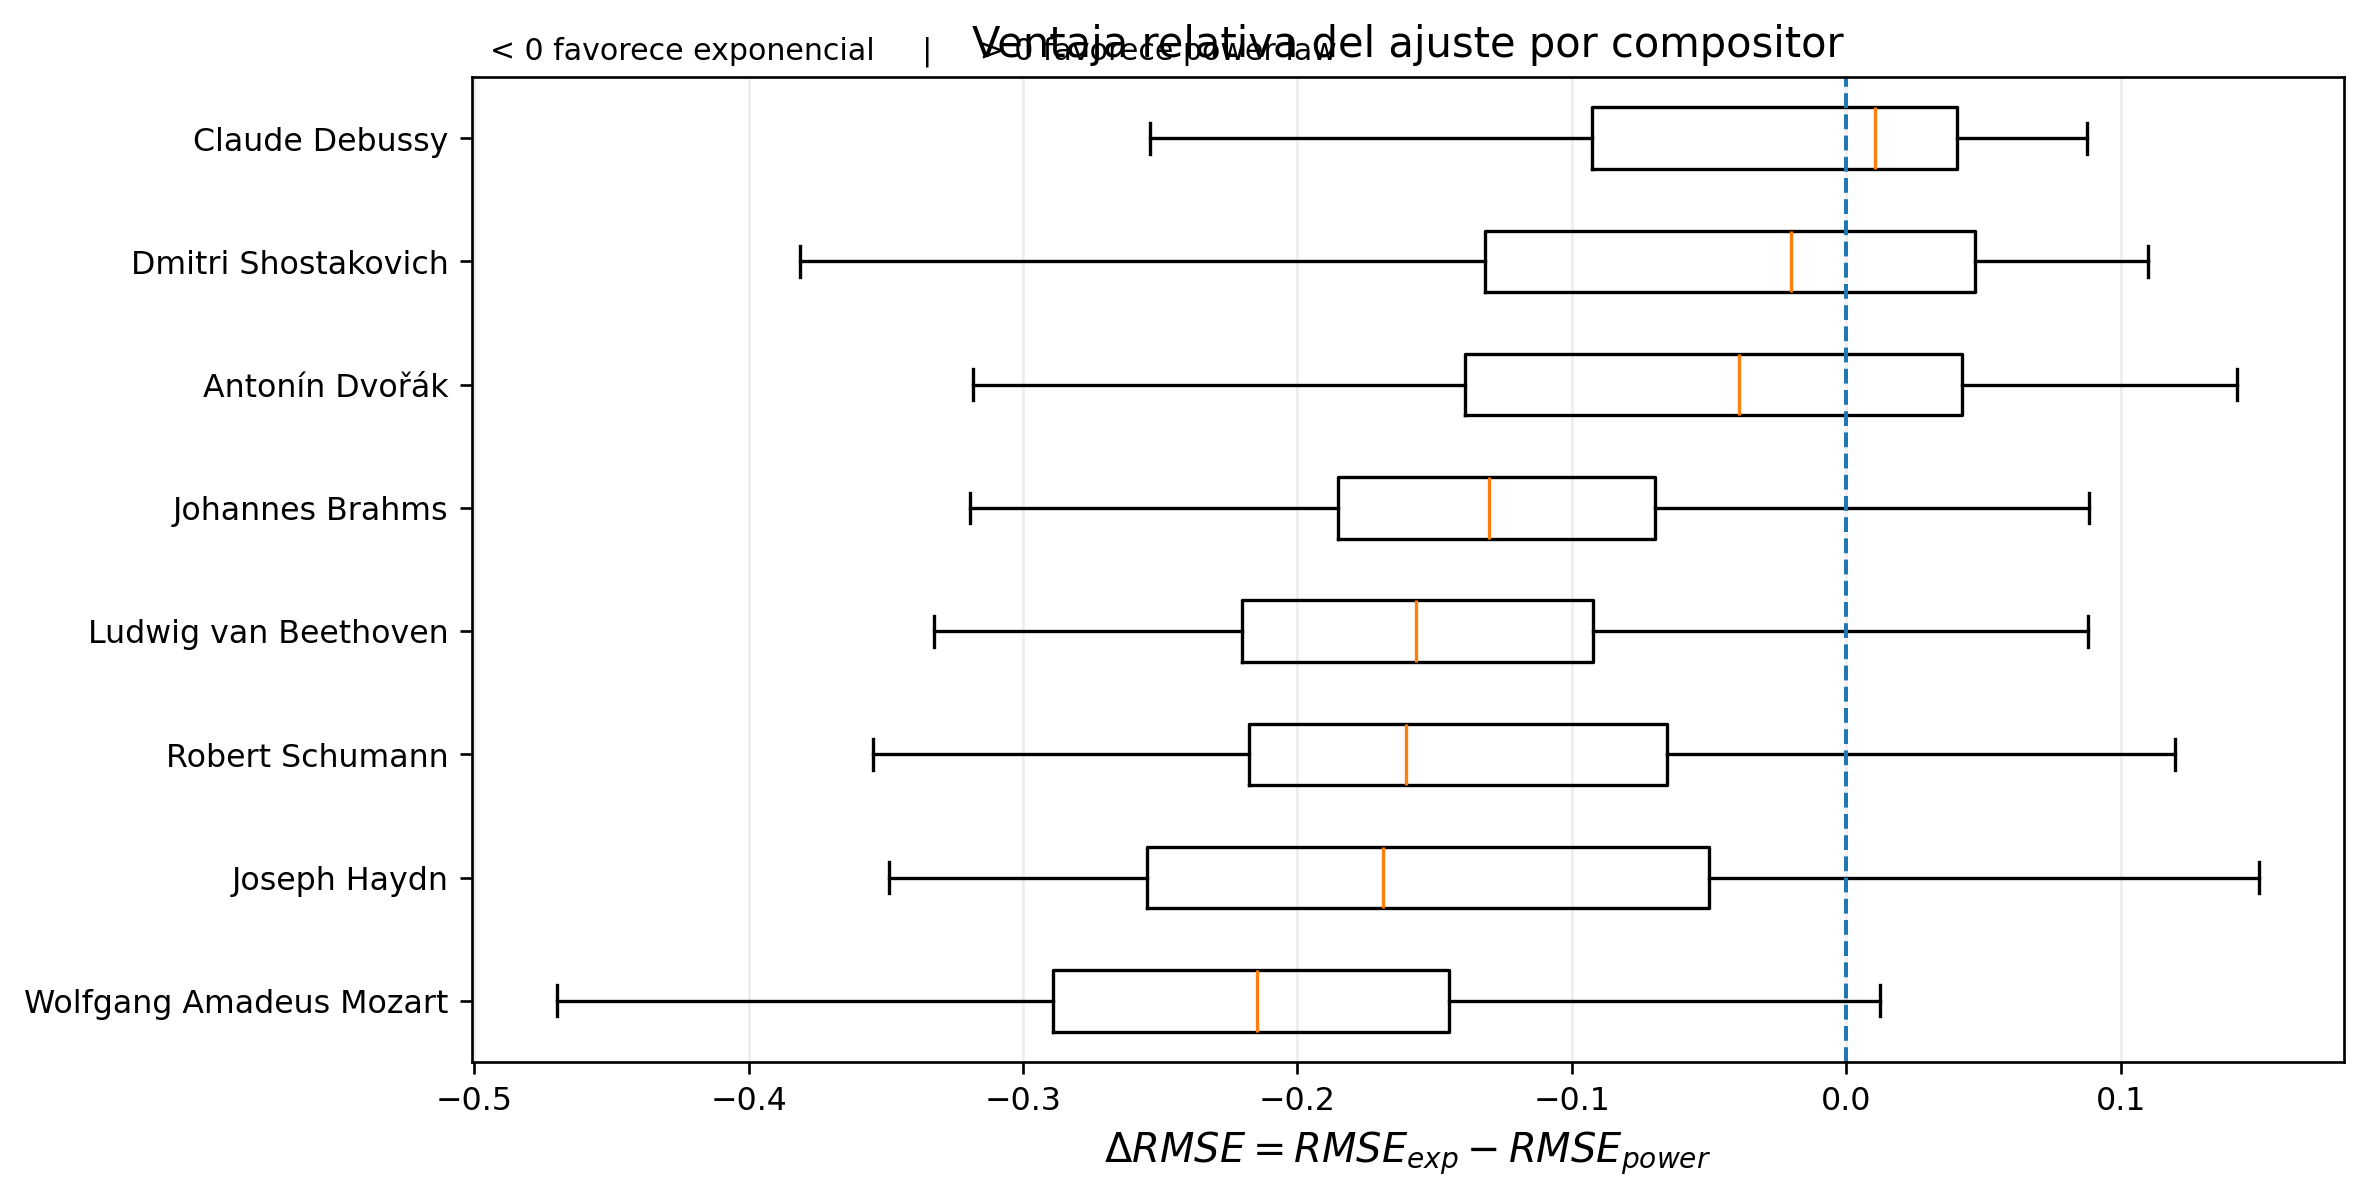 Ventaja relativa del ajuste por compositor
< 0 favorece exponencial | > 0 favorece power-law
Claude Debussy
Dmitri Shostakovich
Antonín Dvořák
Johannes Brahms
Ludwig van Beethoven
Robert Schumann
Joseph Haydn
Wolfgang Amadeus Mozart
−0.5 −0.4 −0.3 −0.2 −0.1 0.0 0.1
ΔRMSE = RMSE_exp − RMSE_power